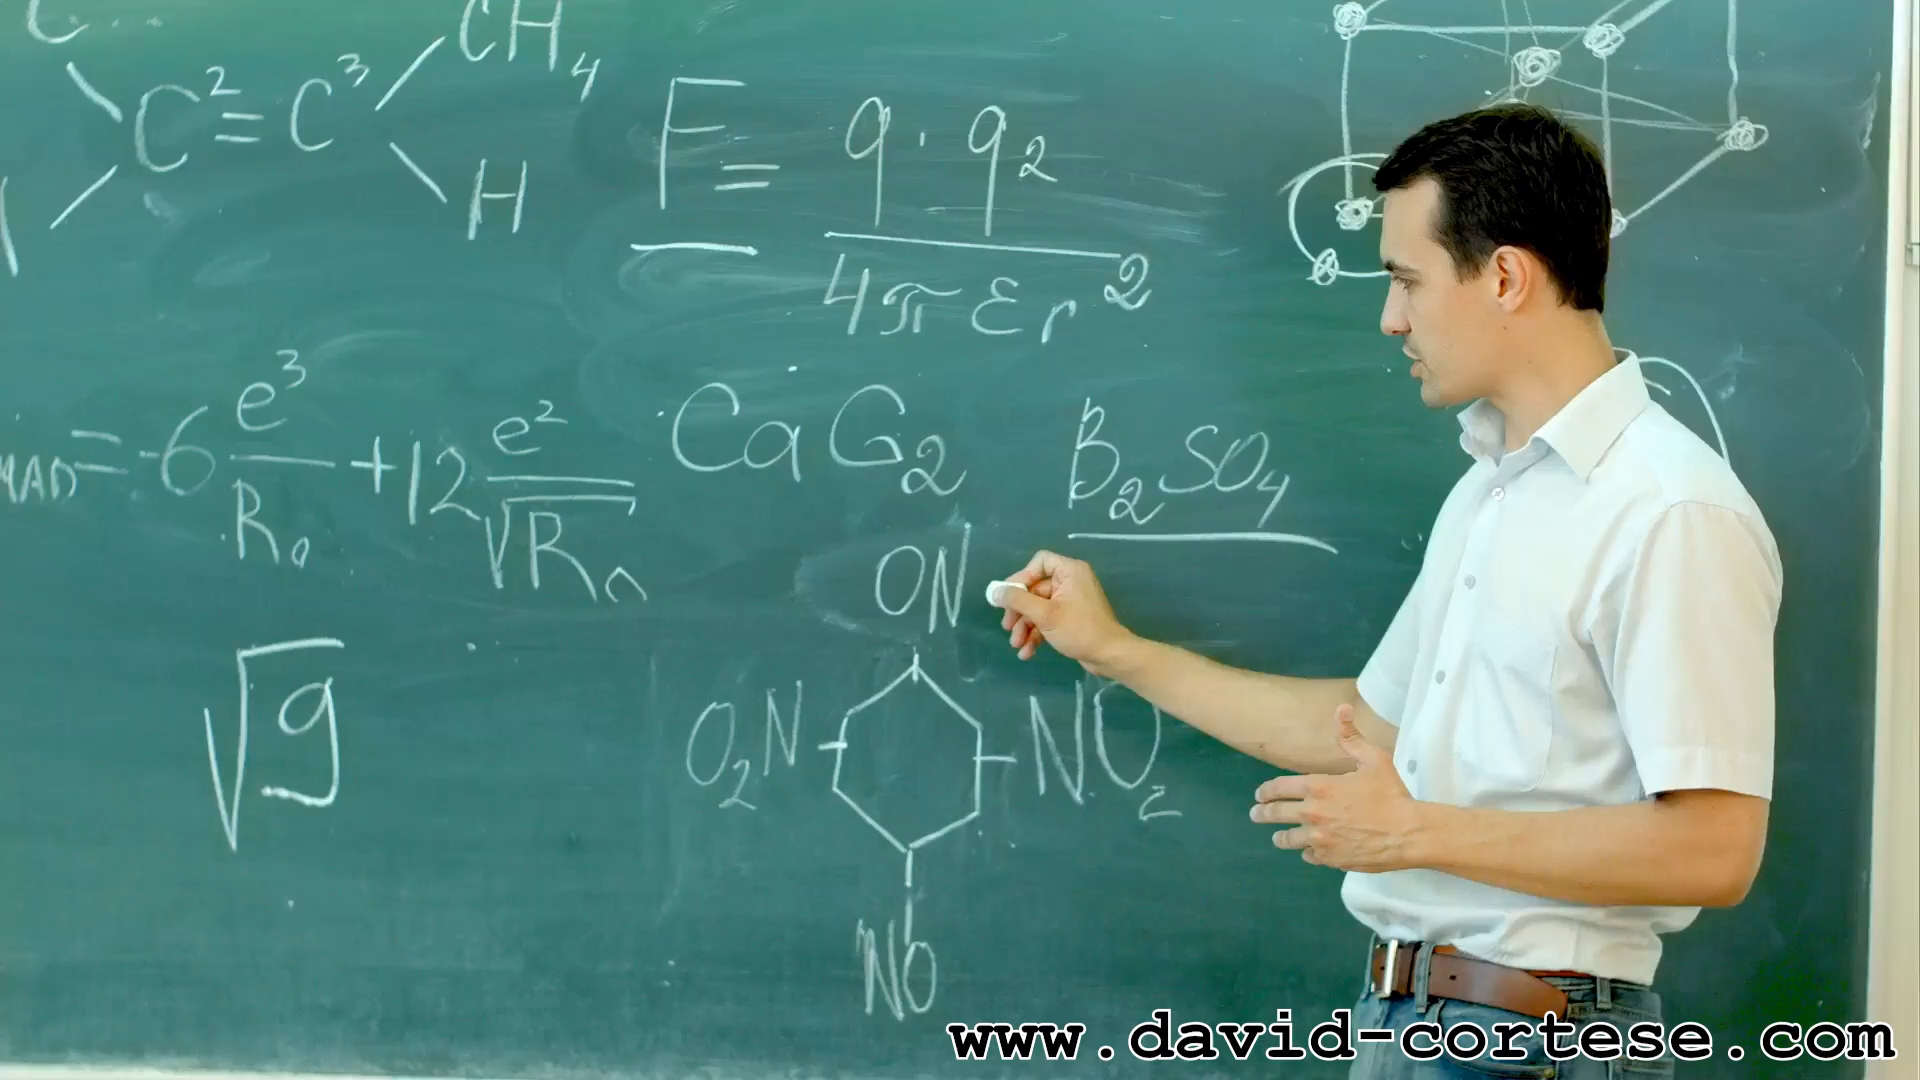 C²≡C³
CH₄
H
F= q·q₂
4πεr²
=-6 e³ +12 e²
R₀ √R₀
CaG₂
B₂SO₄
√g
ON
O₂N NO₂
NO
www.david-cortese.com